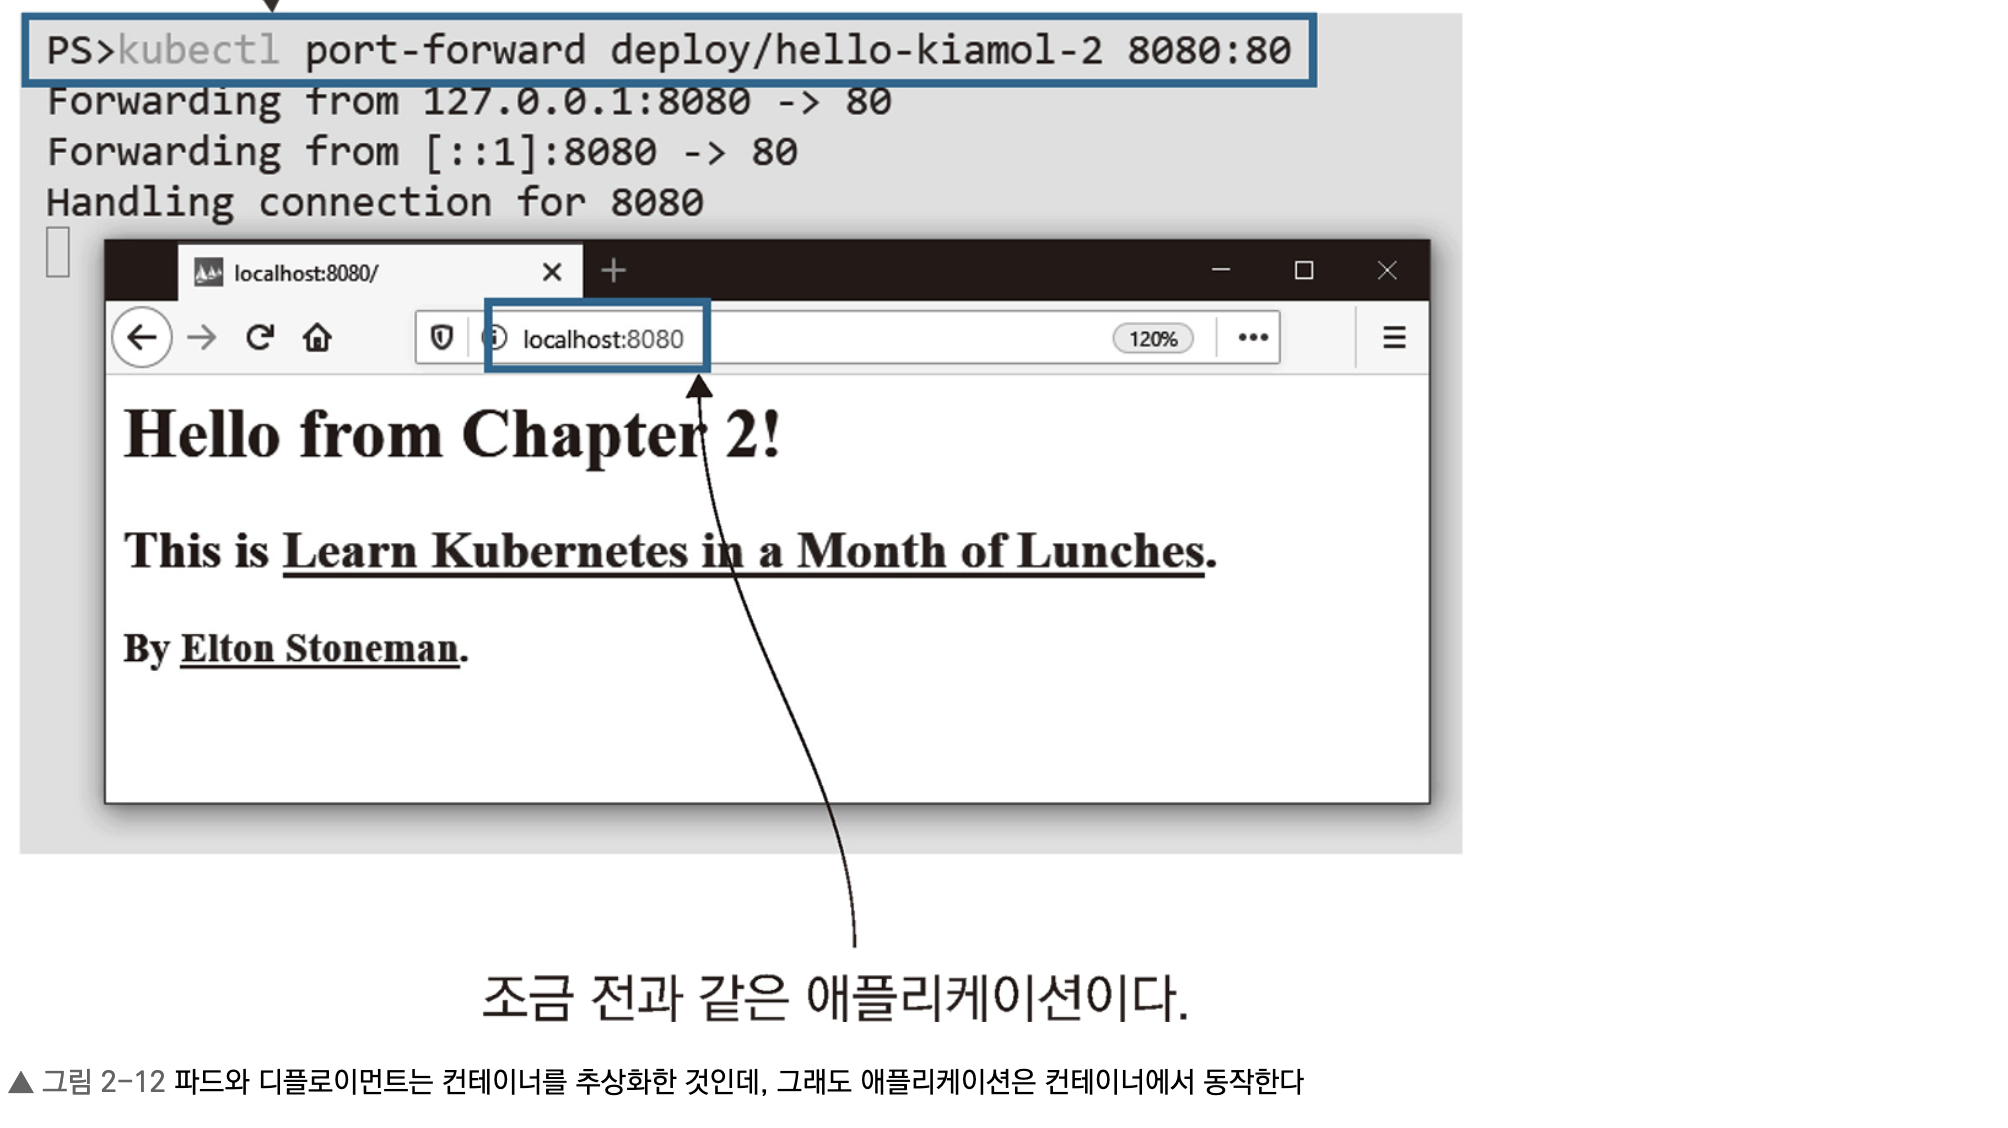 PS>kubectl port-forward deploy/hello-kiamol-2 8080:80
Forwarding from 127.0.0.1:8080 -> 80
Forwarding from [::1]:8080 -> 80
Handling connection for 8080
localhost:8080/
localhost:8080
120%
Hello from Chapter 2!
This is Learn Kubernetes in a Month of Lunches.
By Elton Stoneman.
조금 전과 같은 애플리케이션이다.
▲ 그림 2-12 파드와 디플로이먼트는 컨테이너를 추상화한 것인데, 그래도 애플리케이션은 컨테이너에서 동작한다